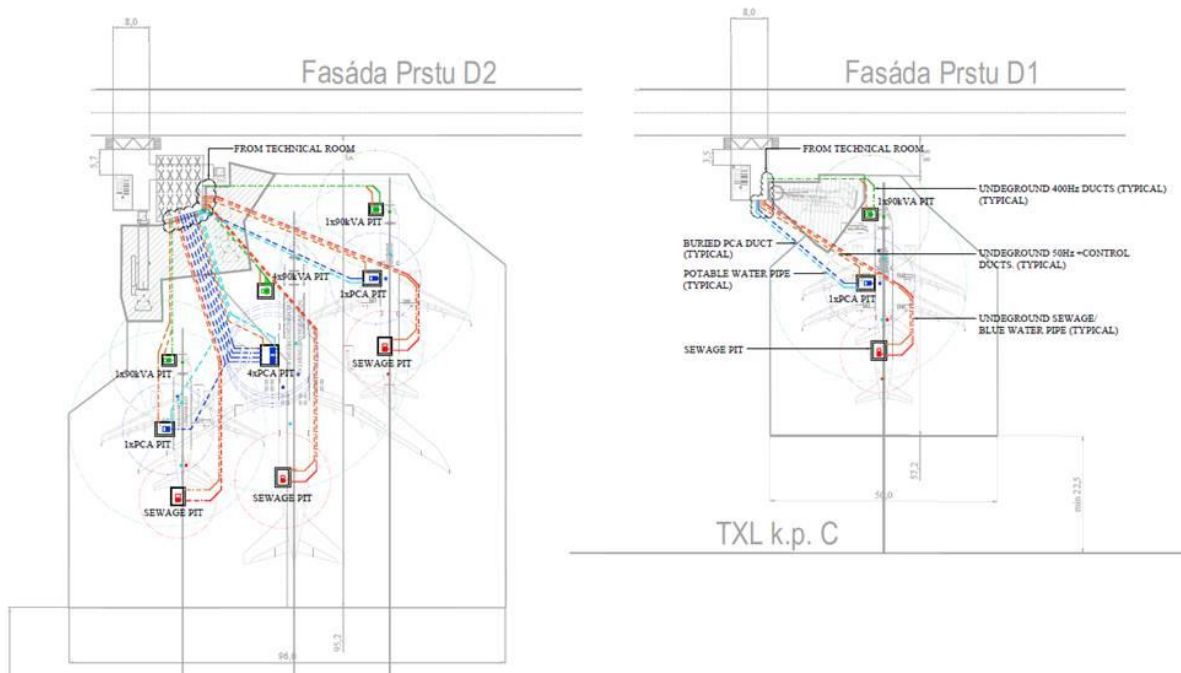 8,0
Fasáda Prstu D2
FROM TECHNICAL ROOM
5,7
1x90kVA PIT
4x90kVA PIT
1xPCA PIT
SEWAGE PIT
1x90kVA PIT
4xPCA PIT
1xPCA PIT
SEWAGE PIT
SEWAGE PIT
95,2
96,0
8,0
Fasáda Prstu D1
FROM TECHNICAL ROOM
3,5
UNDEGROUND 400Hz DUCTS (TYPICAL)
(TYPICAL)
1x90kVA PIT
BURIED PCA DUCT
(TYPICAL)
UNDEGROUND 50Hz +CONTROL
DUCTS. (TYPICAL)
POTABLE WATER PIPE
(TYPICAL)
1xPCA PIT
UNDEGROUND SEWAGE/
BLUE WATER PIPE (TYPICAL)
SEWAGE PIT
57,2
50,0
min 22,5
TXL k.p. C